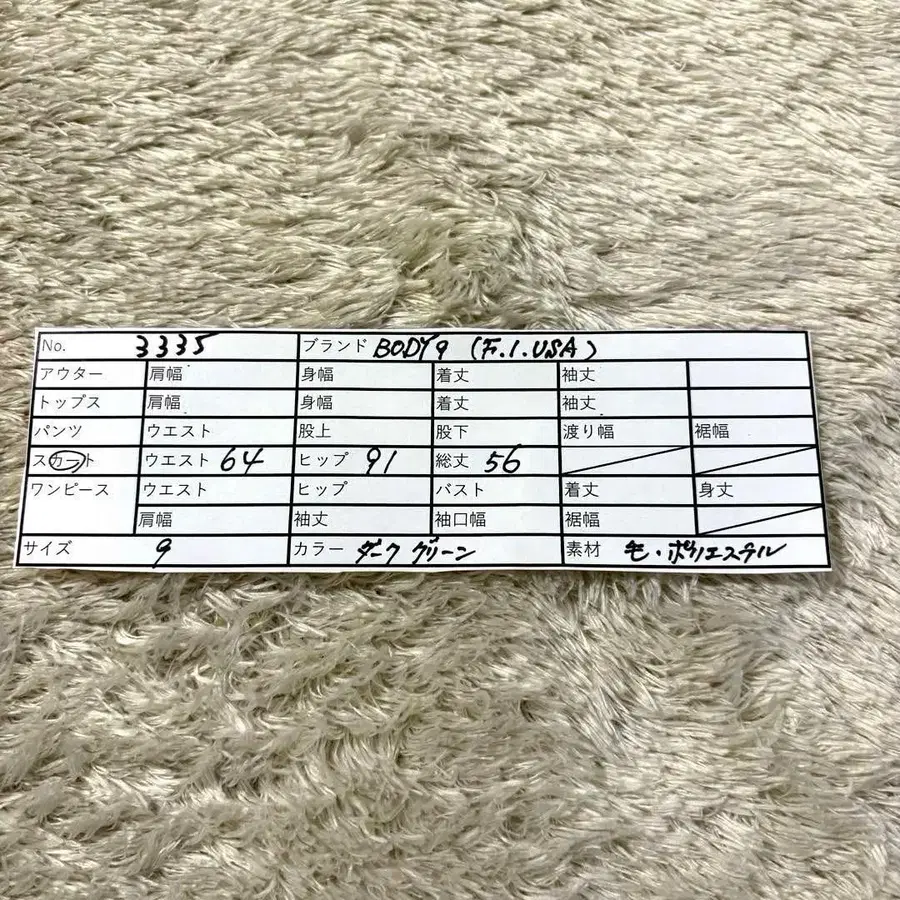 No. 3335 ブランド BODY9 (F.I.USA)
アウター 肩幅 身幅 着丈 袖丈
トップス 肩幅 身幅 着丈 袖丈
パンツ ウエスト 股上 股下 渡り幅 裾幅
スカート ウエスト 64 ヒップ 91 総丈 56
ワンピース ウエスト ヒップ バスト 着丈 身丈
肩幅 袖丈 袖口幅 裾幅
サイズ 9 カラー ダークグリーン 素材 毛・ポリエステル